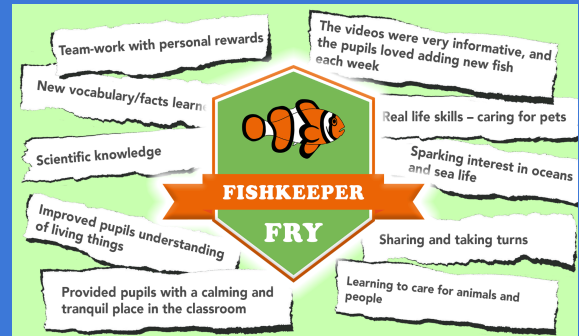 Team-work with personal rewards
New vocabulary/facts
Scientific knowledge
Improved pupils understanding
of living things
Provided pupils with a calming and
tranquil place in the classroom
FISHKEEPER
FRY
The videos were very informative, and
the pupils loved adding new fish
each week
Real life skills – caring for pets
Sparking interest in oceans
and sea life
Sharing and taking turns
Learning to care for animals and
people